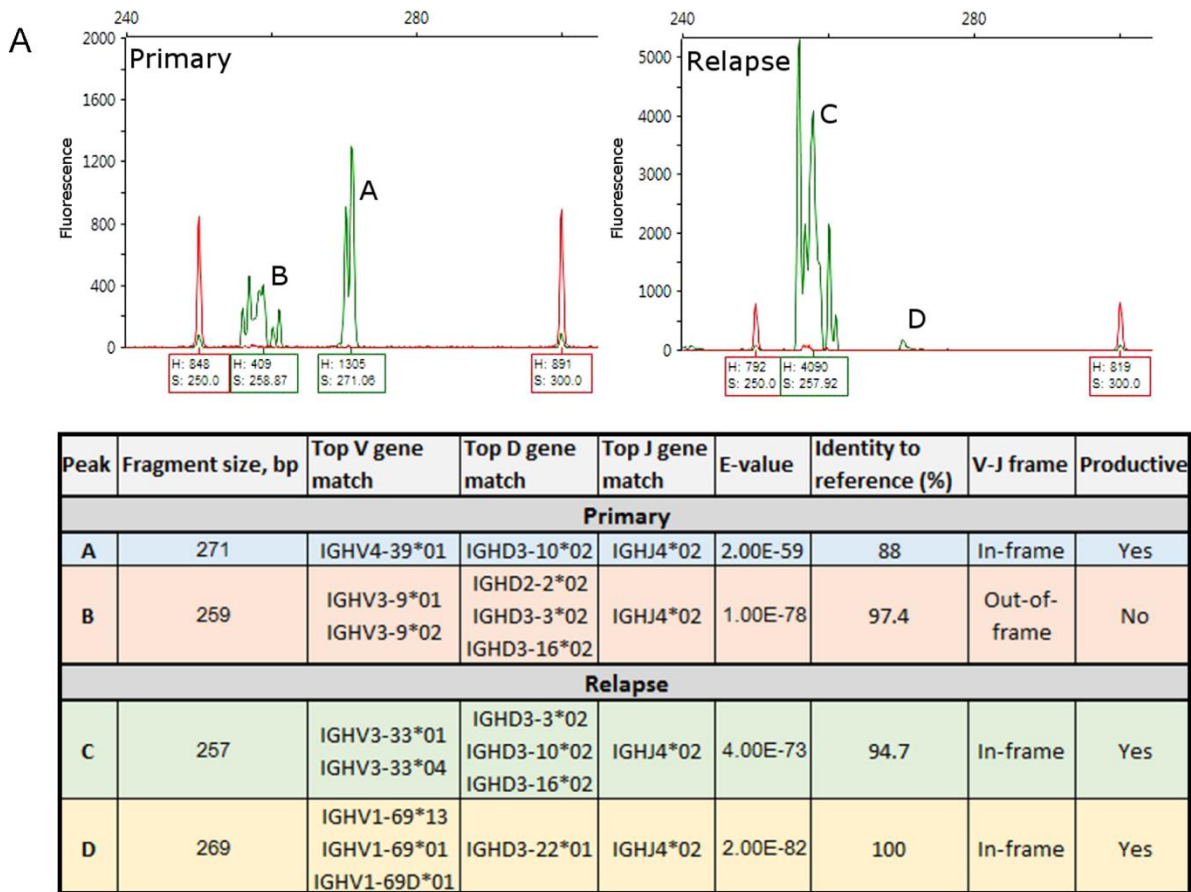 A
240 280
2000
1600
1200
800
400
0
Fluorescence
Primary
B
A
H: 848
S: 250.0
H: 409
S: 258.87
H: 1305
S: 271.06
H: 891
S: 300.0
240 280
5000
4000
3000
2000
1000
0
Fluorescence
Relapse
C
D
H: 792
S: 250.0
H: 4090
S: 257.92
H: 819
S: 300.0
Peak Fragment size, bp Top V gene match Top D gene match Top J gene match E-value Identity to reference (%) V-J frame Productive
Primary
A 271 IGHV4-39*01 IGHD3-10*02 IGHJ4*02 2.00E-59 88 In-frame Yes
B 259 IGHV3-9*01 IGHV3-9*02 IGHD2-2*02 IGHD3-3*02 IGHD3-16*02 IGHJ4*02 1.00E-78 97.4 Out-of-frame No
Relapse
C 257 IGHV3-33*01 IGHV3-33*04 IGHD3-3*02 IGHD3-10*02 IGHD3-16*02 IGHJ4*02 4.00E-73 94.7 In-frame Yes
D 269 IGHV1-69*13 IGHV1-69*01 IGHV1-69D*01 IGHD3-22*01 IGHJ4*02 2.00E-82 100 In-frame Yes